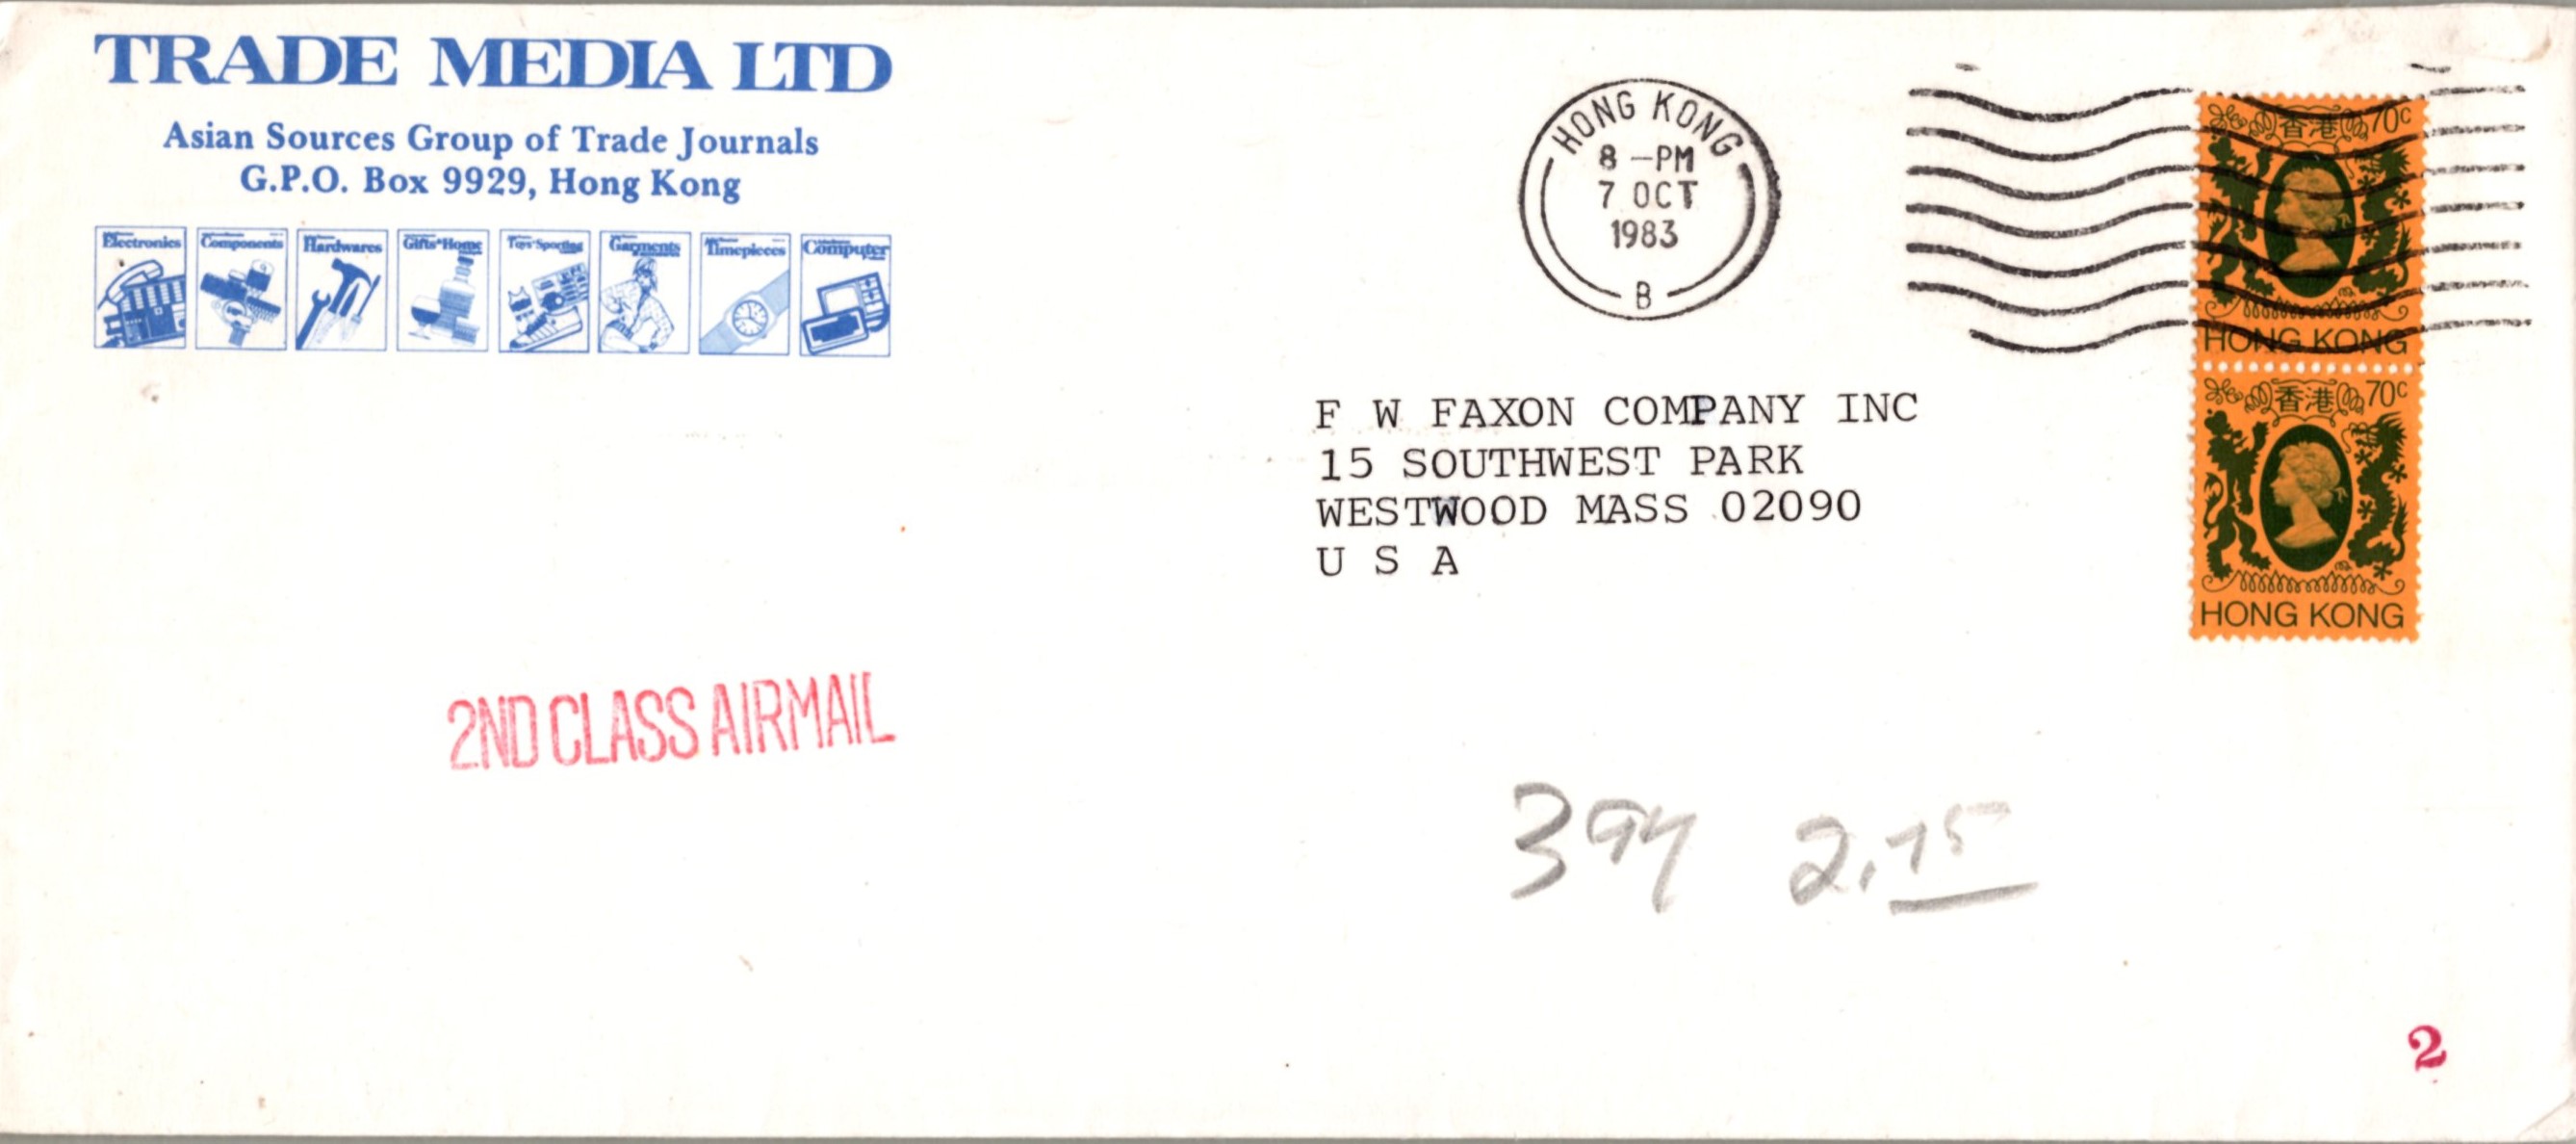 TRADE MEDIA LTD
Asian Sources Group of Trade Journals
G.P.O. Box 9929, Hong Kong
Electronics
Components
Hardwares
Gifts & Home
Toys Sporting
Garments
Timepieces
Computer
HONG KONG
8 -PM
7 OCT
1983
B
香港 70c
HONG KONG
香港 70c
HONG KONG
F W FAXON COMPANY INC
15 SOUTHWEST PARK
WESTWOOD MASS 02090
U S A
2ND CLASS AIRMAIL
2